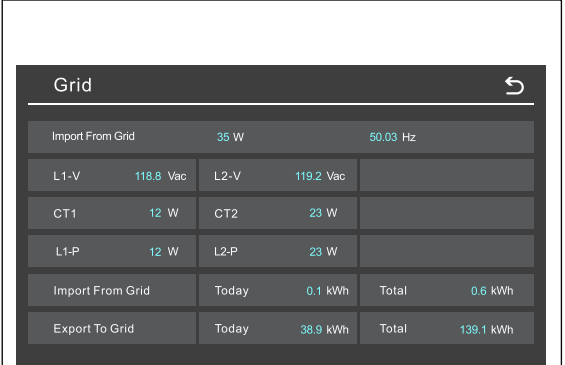 Grid
Import From Grid 35 W 50.03 Hz
L1-V 118.8 Vac L2-V 119.2 Vac
CT1 12 W CT2 23 W
L1-P 12 W L2-P 23 W
Import From Grid Today 0.1 kWh Total 0.6 kWh
Export To Grid Today 38.9 kWh Total 139.1 kWh